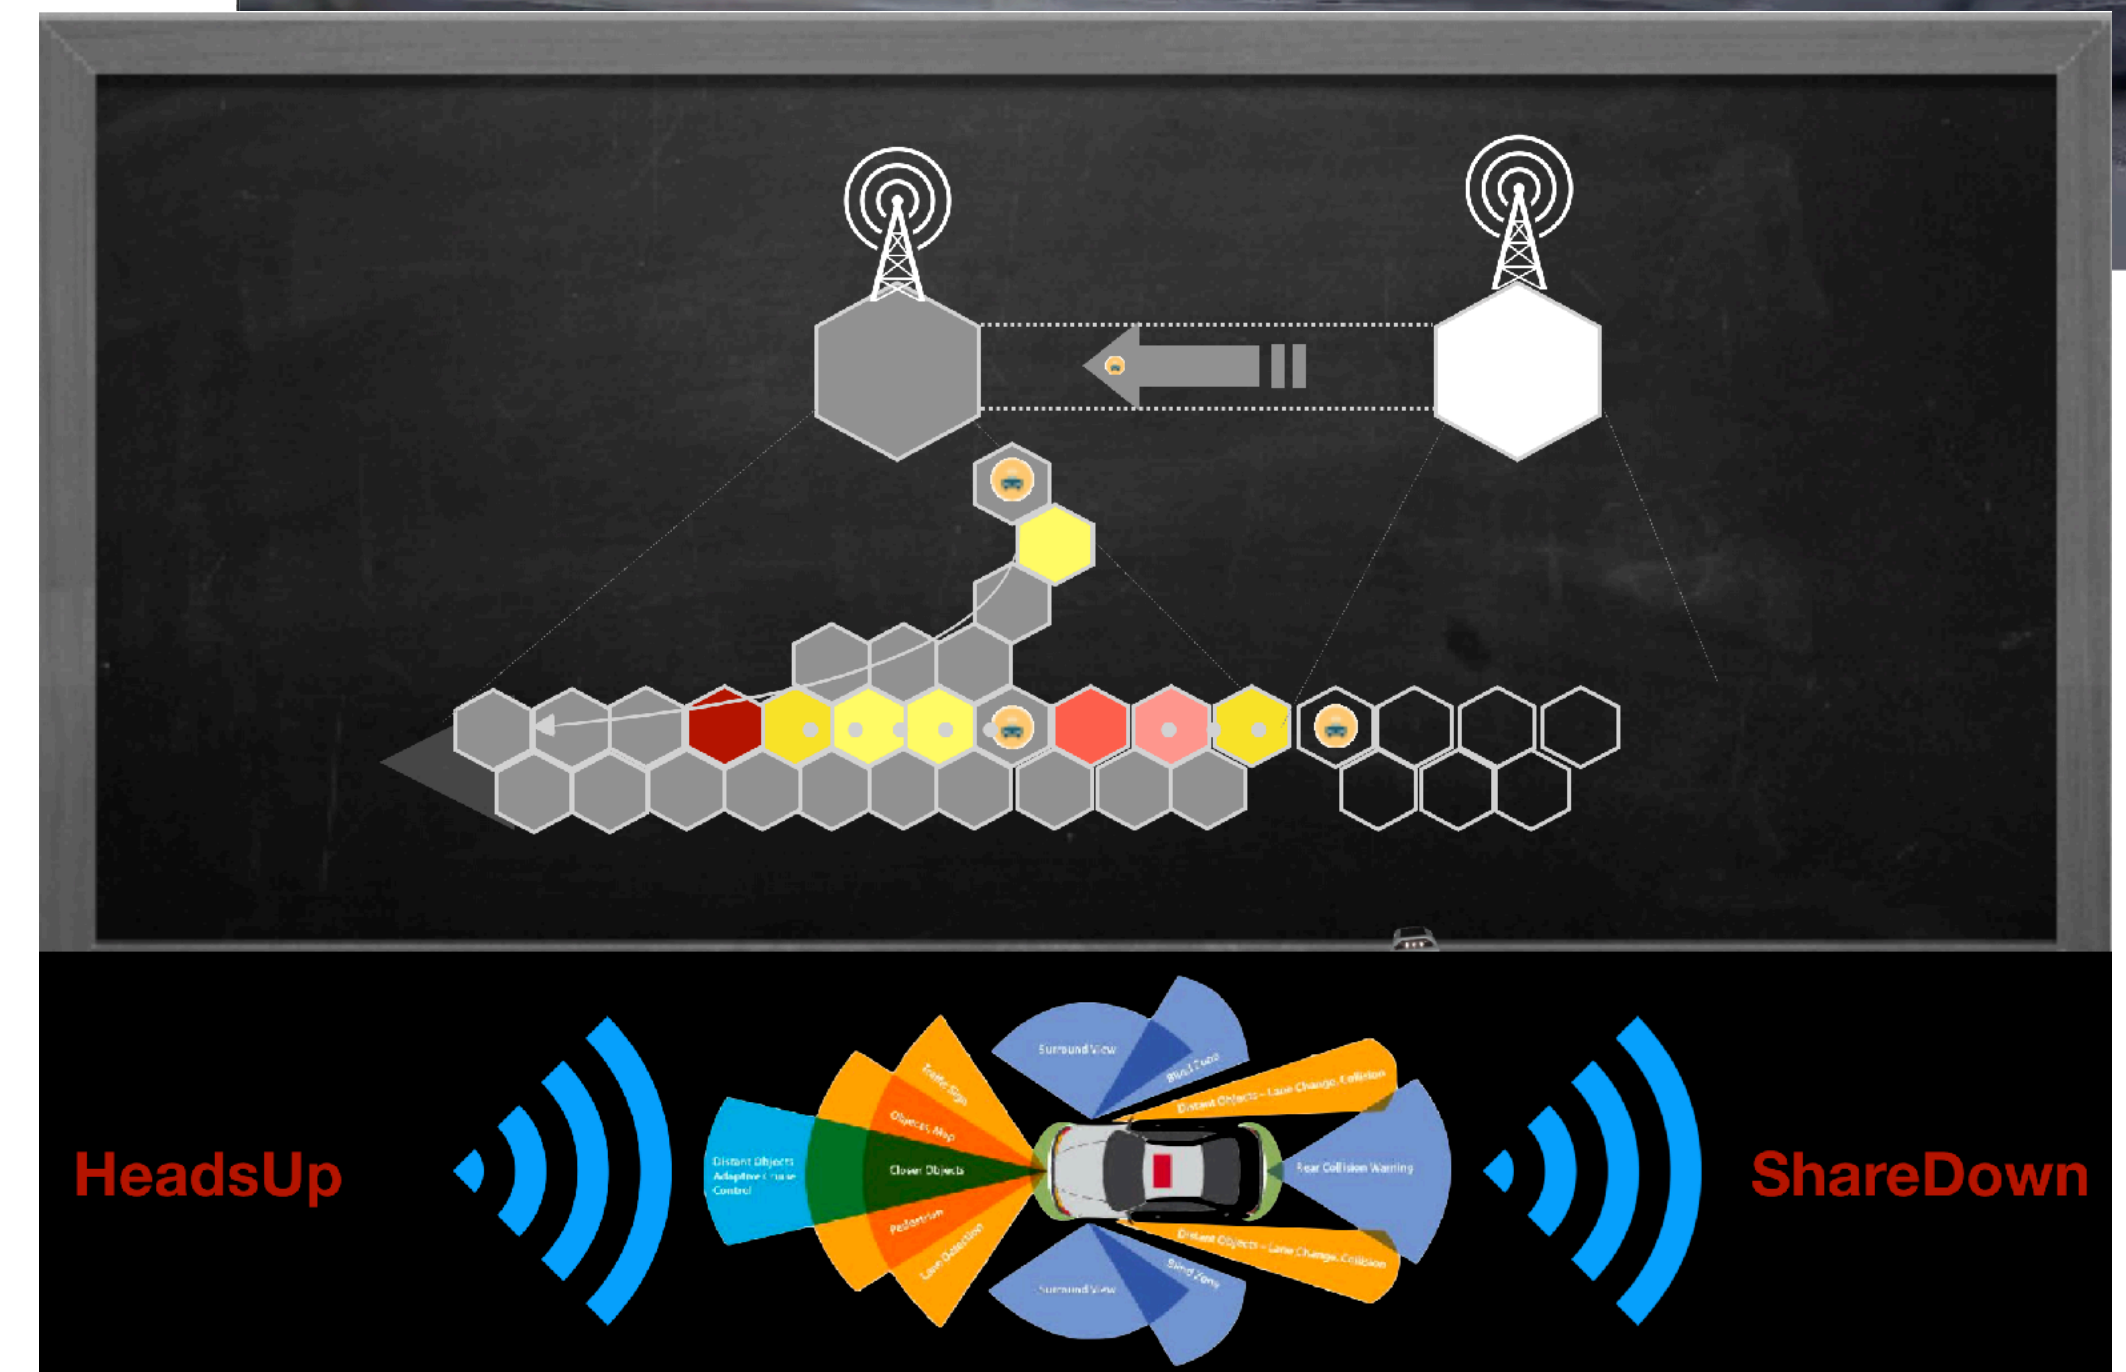 HeadsUp
ShareDown
Surround View
Blind Zone
Traffic Sign
Objects, Map
Distant Objects – Lane Change, Collision
Distant Objects
Adaptive Cruise
Control
Closer Objects
Rear Collision Warning
Pedestrian
Lane Detection
Distant Objects – Lane Change, Collision
Surround View
Blind Zone